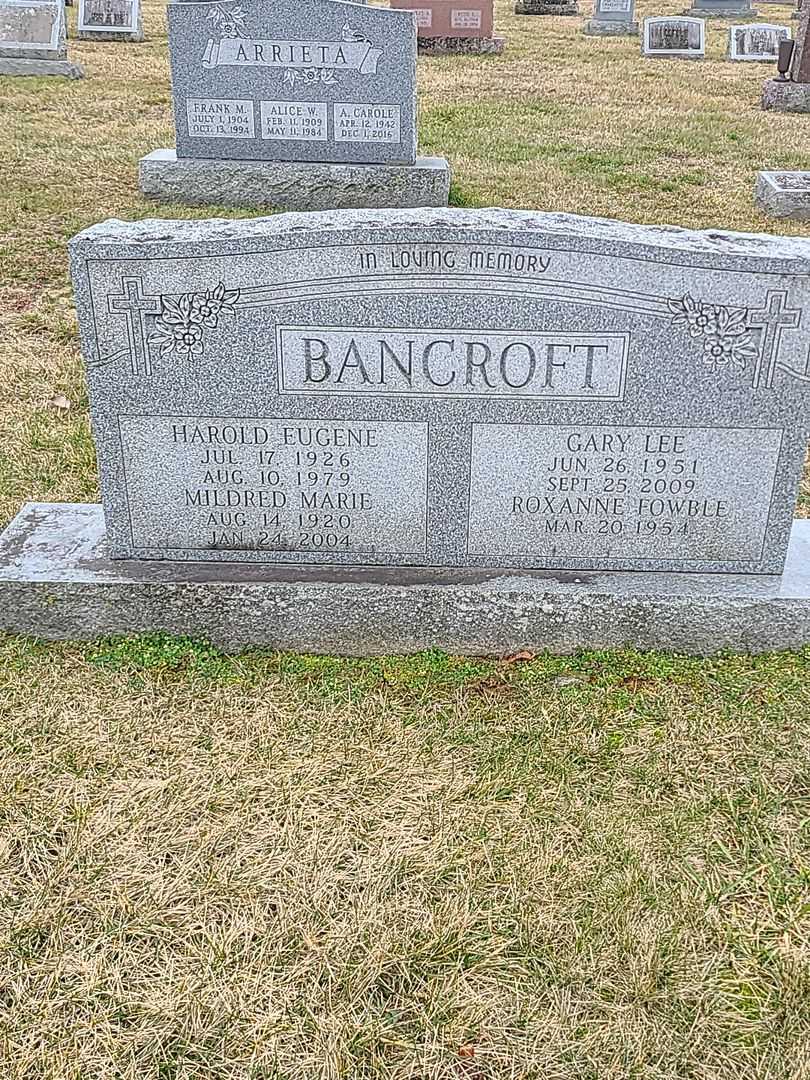 ARRIETA
FRANK M.
JULY 1, 1904
OCT. 13, 1994
ALICE W.
FEB. 11, 1909
MAY 11, 1984
A. CAROLE
APR. 12, 1942
DEC. 1, 2016
IN LOVING MEMORY
BANCROFT
HAROLD EUGENE
JUL. 17, 1926
AUG. 10, 1979
MILDRED MARIE
AUG. 14, 1920
JAN. 24, 2004
GARY LEE
JUN. 26, 1951
SEPT. 25, 2009
ROXANNE FOWBLE
MAR. 20 1954